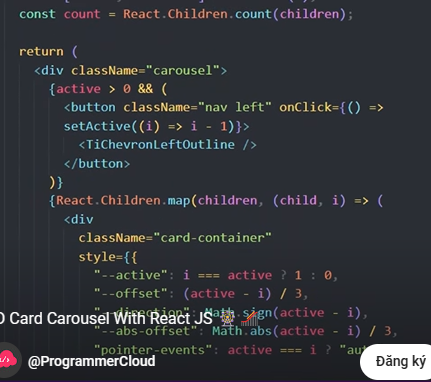 const count = React.Children.count(children);
return (
<div className="carousel">
{active > 0 && (
<button className="nav left" onClick={() =>
setActive((i) => i - 1)}>
<TiChevronLeftOutline />
</button>
)}
{React.Children.map(children, (child, i) => (
<div
className="card-container"
style={{
"--active": i === active ? 1 : 0,
"--offset": (active - i) / 3,
"--direction": Math.sign(active - i),
D Card Carousel With React JS
"--abs-offset": Math.abs(active - i) / 3,
"pointer-events": active === i ? "au
@ProgrammerCloud
Đăng ký